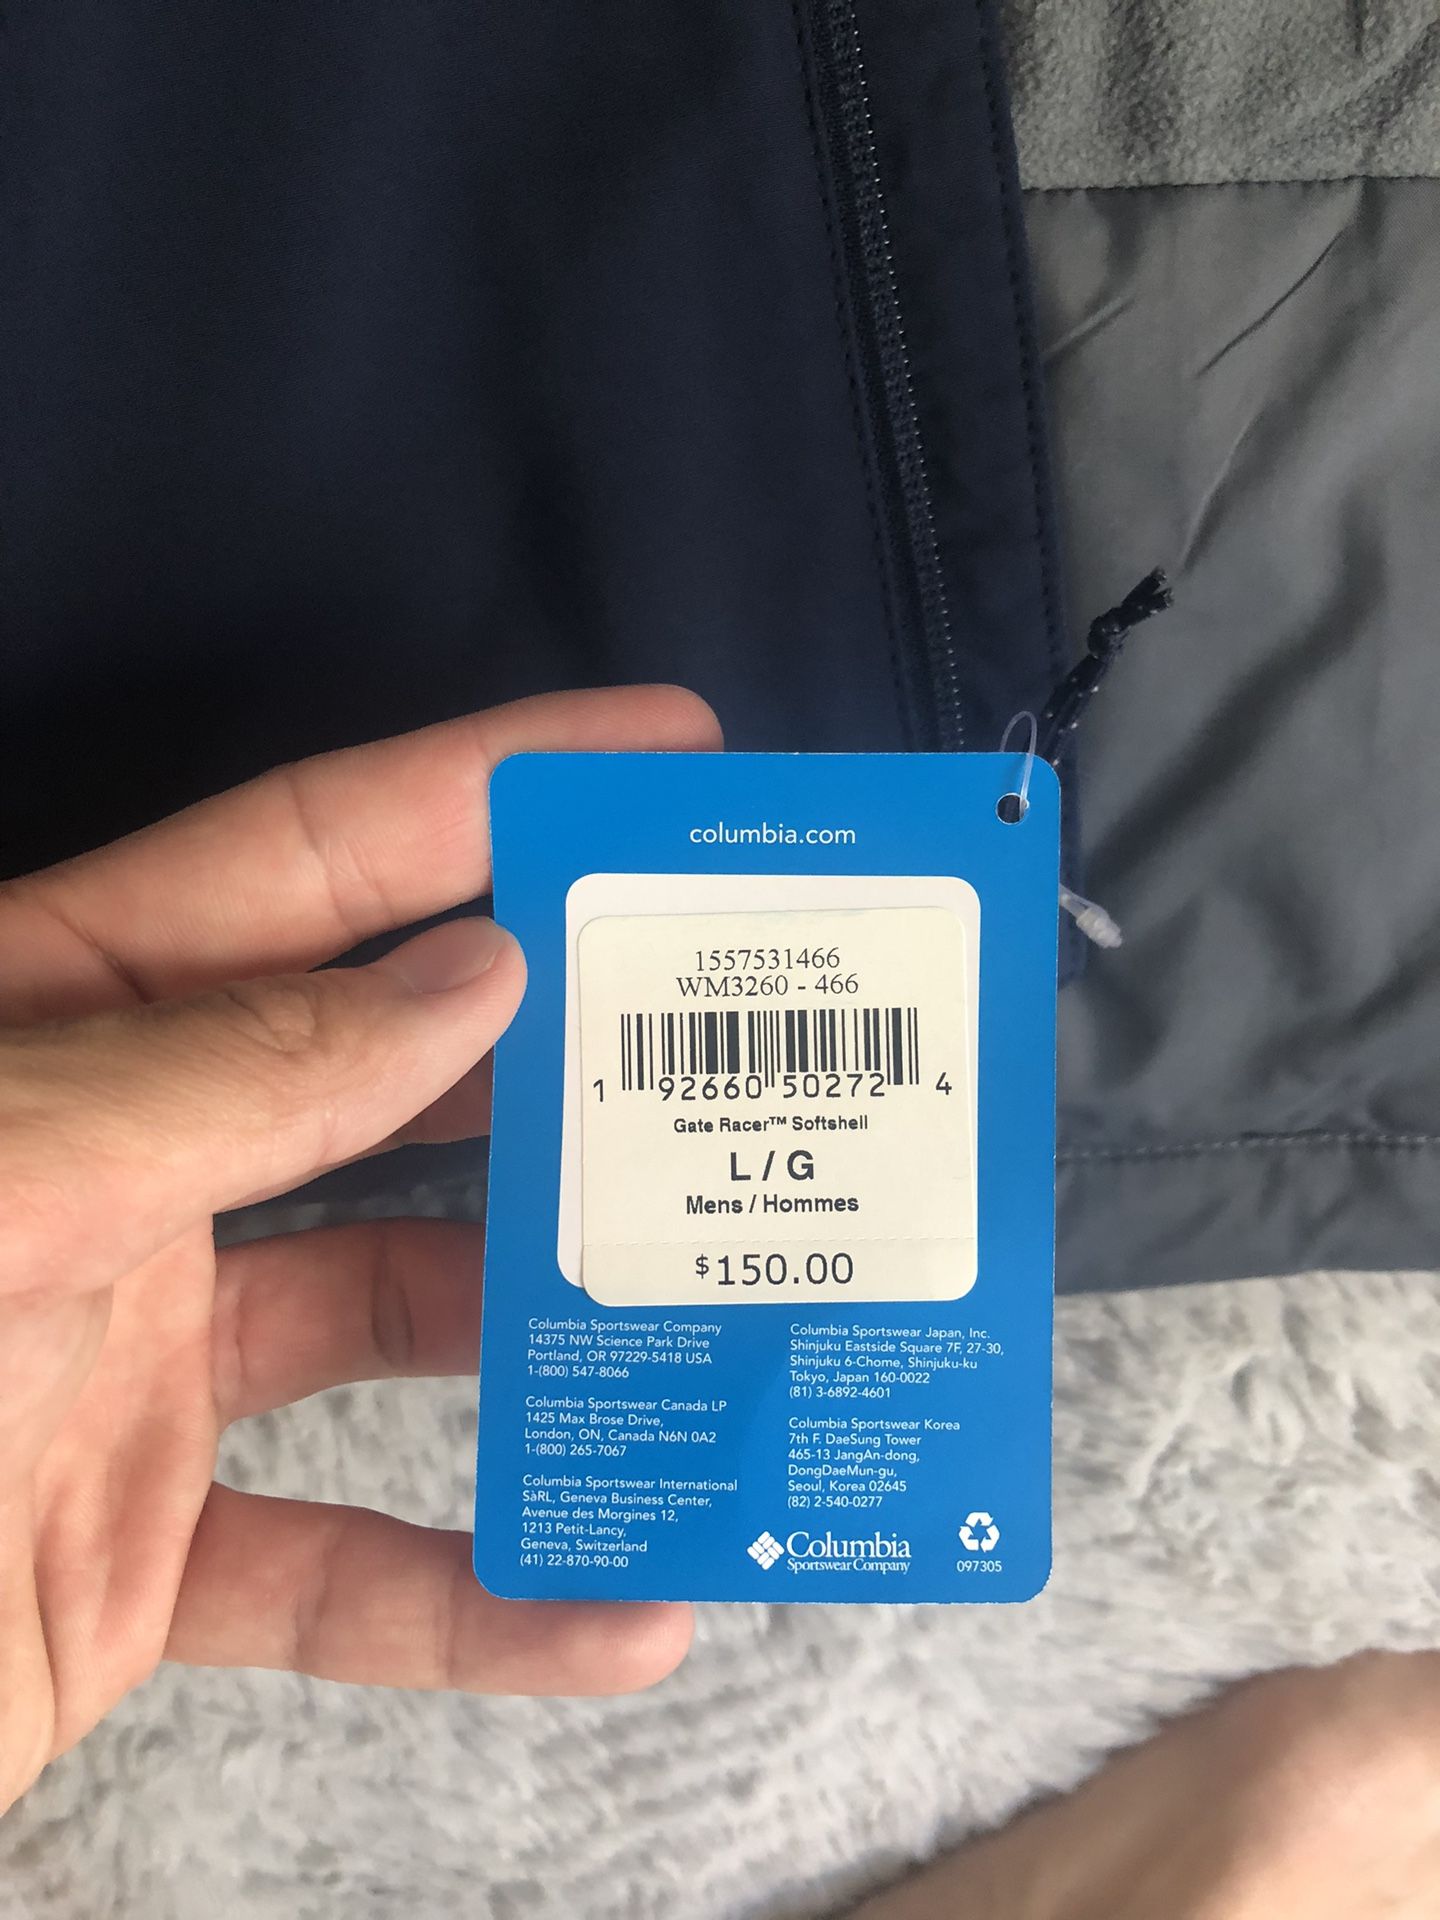 columbia.com
1557531466
WM3260 - 466
1 92660 50272 4
Gate Racer™ Softshell
L / G
Mens / Hommes
$150.00
Columbia Sportswear Company
14375 NW Science Park Drive
Portland, OR 97229-5418 USA
1-(800) 547-8066
Columbia Sportswear Canada LP
1425 Max Brose Drive,
London, ON, Canada N6N 0A2
1-(800) 265-7067
Columbia Sportswear International
SàRL, Geneva Business Center,
Avenue des Morgines 12,
1213 Petit-Lancy,
Geneva, Switzerland
(41) 22-870-90-00
Columbia Sportswear Japan, Inc.
Shinjuku Eastside Square 7F, 27-30,
Shinjuku 6-Chome, Shinjuku-ku
Tokyo, Japan 160-0022
(81) 3-6892-4601
Columbia Sportswear Korea
7th F. DaeSung Tower
465-13 JangAn-dong,
DongDaeMun-gu,
Seoul, Korea 02645
(82) 2-540-0277
Columbia
Sportswear Company
097305